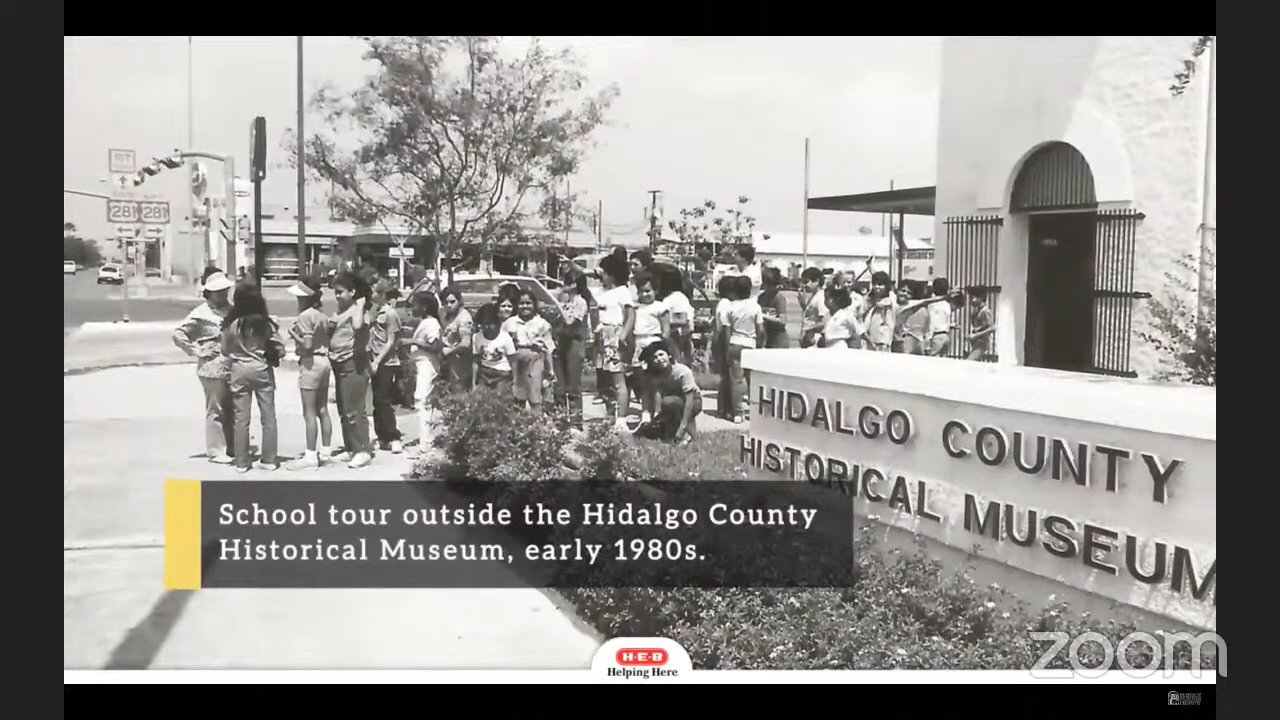 107
281 281
HIDALGO COUNTY
HISTORICAL MUSEUM
School tour outside the Hidalgo County
Historical Museum, early 1980s.
H-E-B
Helping Here
zoom